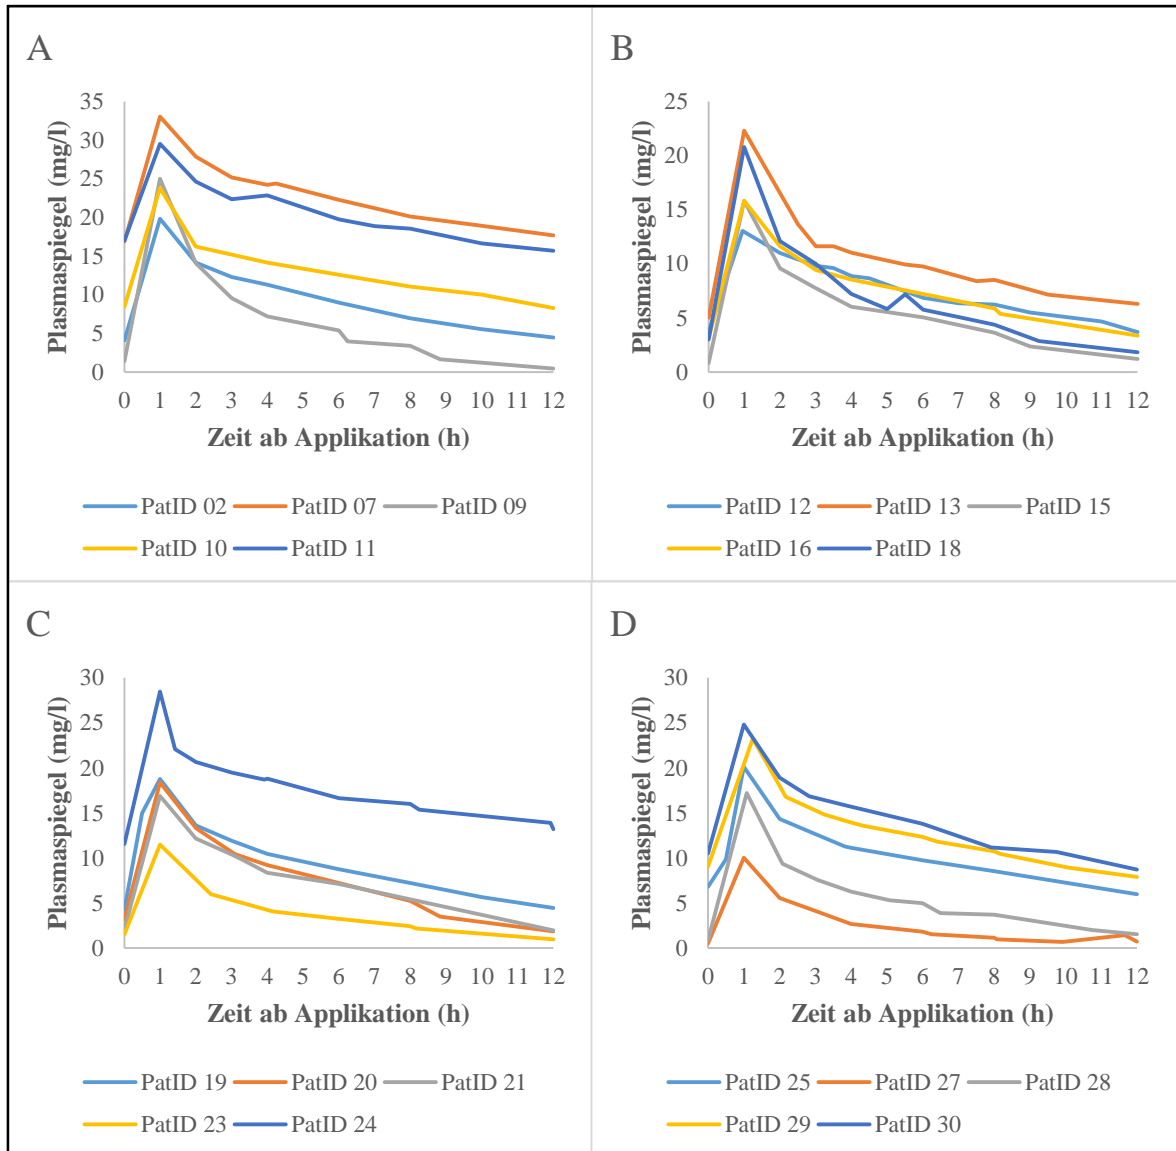 A
Plasmaspiegel (mg/l)
35
30
25
20
15
10
5
0
0 1 2 3 4 5 6 7 8 9 10 11 12
Zeit ab Applikation (h)
PatID 02 PatID 07 PatID 09
PatID 10 PatID 11
B
Plasmaspiegel (mg/l)
25
20
15
10
5
0
0 1 2 3 4 5 6 7 8 9 10 11 12
Zeit ab Applikation (h)
PatID 12 PatID 13 PatID 15
PatID 16 PatID 18
C
Plasmaspiegel (mg/l)
30
25
20
15
10
5
0
0 1 2 3 4 5 6 7 8 9 10 11 12
Zeit ab Applikation (h)
PatID 19 PatID 20 PatID 21
PatID 23 PatID 24
D
Plasmaspiegel (mg/l)
30
25
20
15
10
5
0
0 1 2 3 4 5 6 7 8 9 10 11 12
Zeit ab Applikation (h)
PatID 25 PatID 27 PatID 28
PatID 29 PatID 30